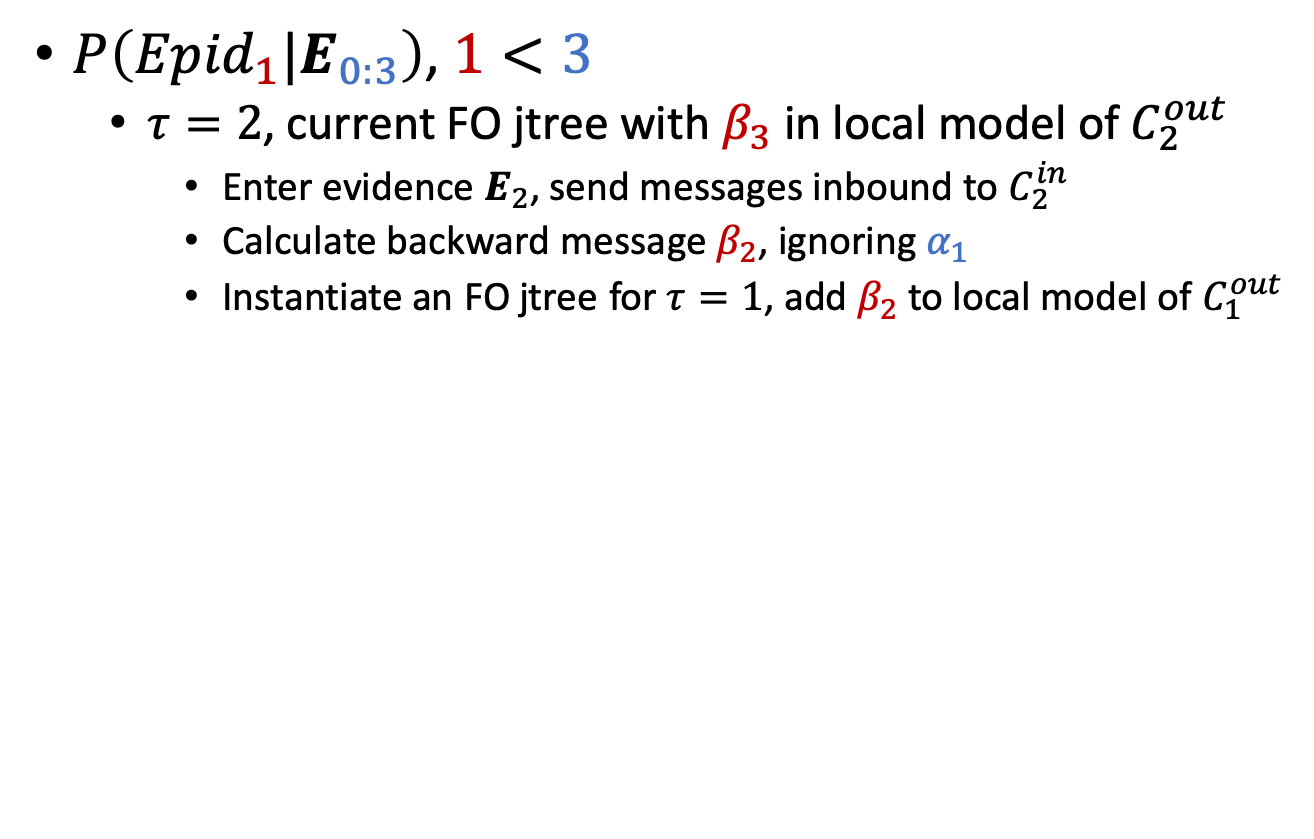 • P(Epid₁|E₀:₃), 1 < 3
• τ = 2, current FO jtree with β₃ in local model of C₂ᵒᵘᵗ
• Enter evidence E₂, send messages inbound to C₂ⁱⁿ
• Calculate backward message β₂, ignoring α₁
• Instantiate an FO jtree for τ = 1, add β₂ to local model of C₁ᵒᵘᵗ